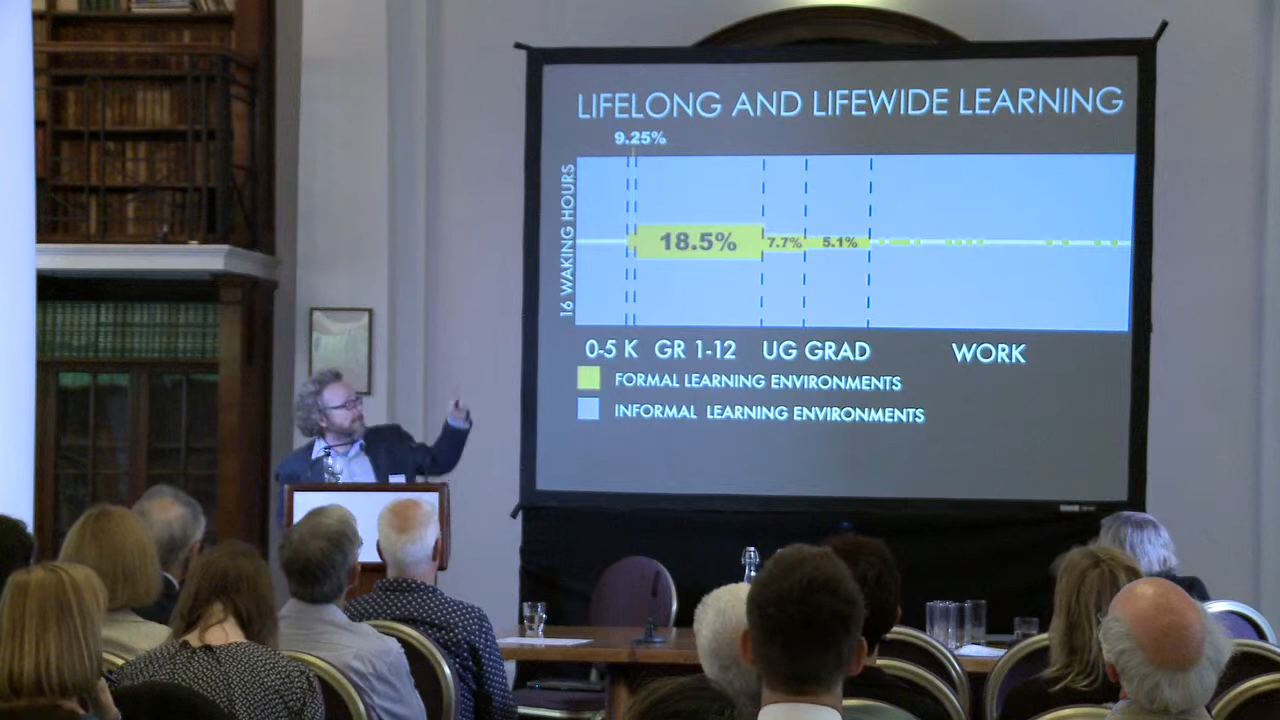 LIFELONG AND LIFEWIDE LEARNING
9.25%
16 WAKING HOURS
18.5%
7.7%
5.1%
0-5 K GR 1-12 UG GRAD WORK
FORMAL LEARNING ENVIRONMENTS
INFORMAL LEARNING ENVIRONMENTS